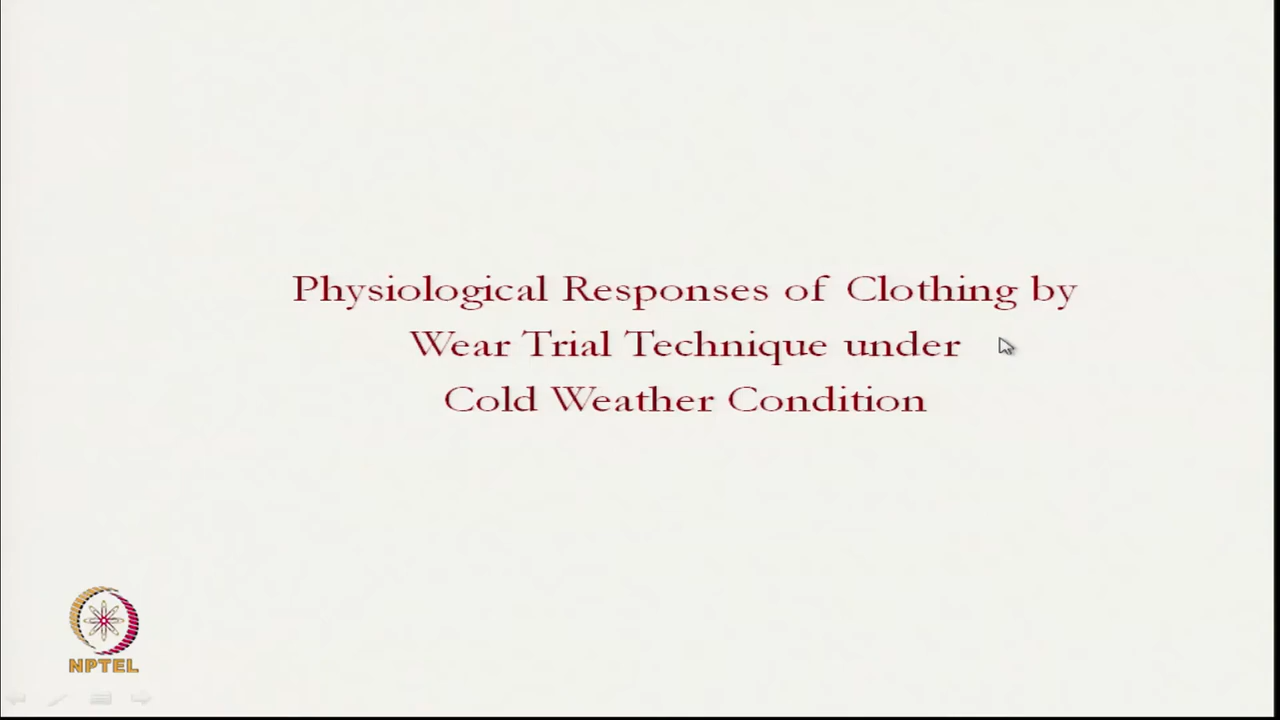 Physiological Responses of Clothing by
Wear Trial Technique under
Cold Weather Condition
NPTEL